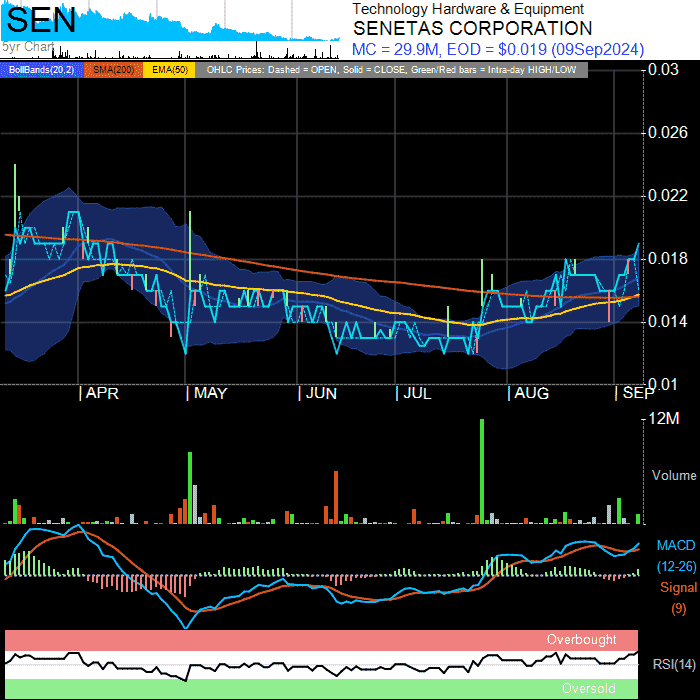 SEN
5yr Chart
Technology Hardware & Equipment
SENETAS CORPORATION
MC = 29.9M, EOD = $0.019 (09Sep2024)
BollBands(20,2) SMA(200) EMA(50) OHLC Prices: Dashed = OPEN, Solid = CLOSE, Green/Red bars = Intra-day HIGH/LOW
0.03
0.026
0.022
0.018
0.014
0.01
APR MAY JUN JUL AUG SEP
12M
Volume
MACD
(12-26)
Signal
(9)
Overbought
RSI(14)
Oversold